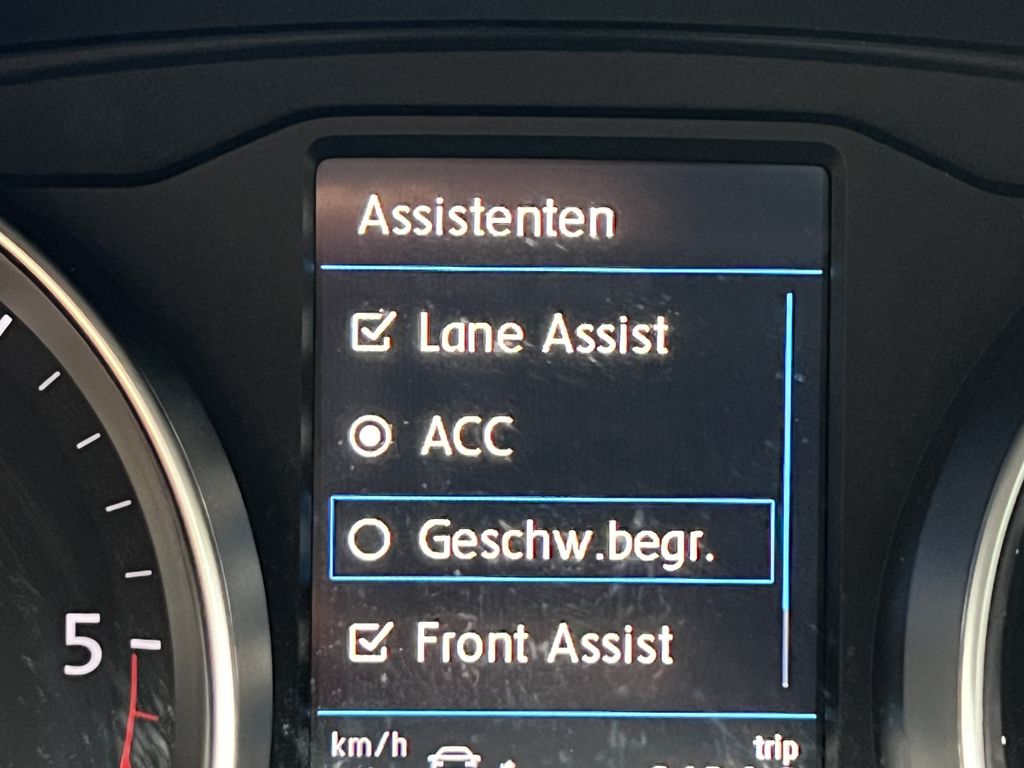 Assistenten
Lane Assist
ACC
Geschw.begr.
Front Assist
5
km/h
trip